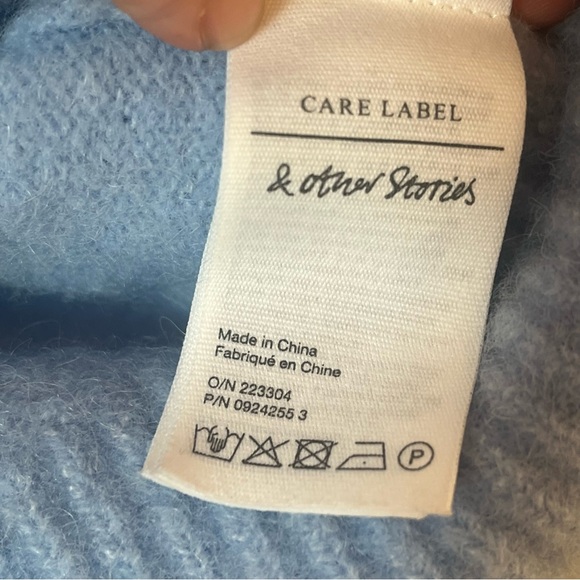 CARE LABEL
& other Stories
Made in China
Fabriqué en Chine
O/N 223304
P/N 0924255 3
P